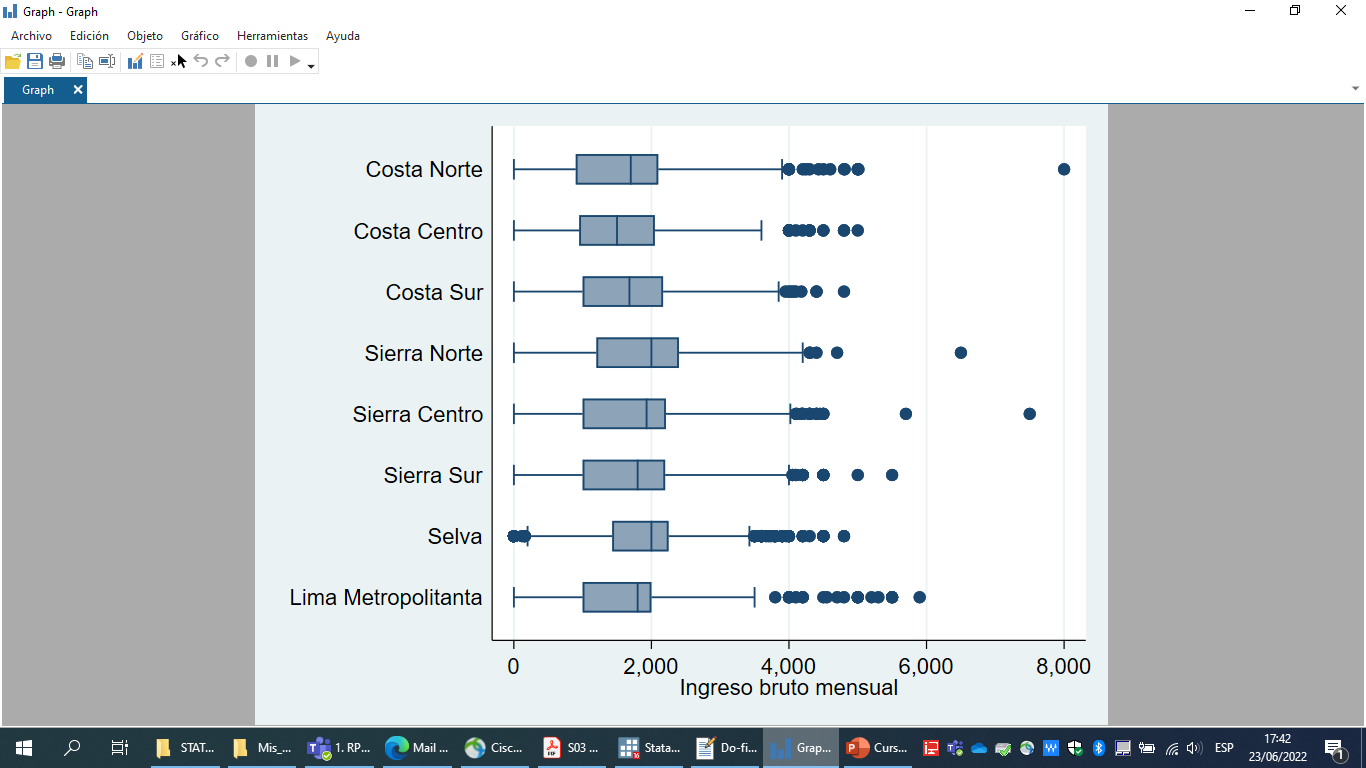 Graph - Graph
Archivo Edición Objeto Gráfico Herramientas Ayuda
Graph
Costa Norte
Costa Centro
Costa Sur
Sierra Norte
Sierra Centro
Sierra Sur
Selva
Lima Metropolitanta
0 2,000 4,000 6,000 8,000
Ingreso bruto mensual
STAT... Mis_... 1. RP... Mail ... Cisc... S03 ... Stata... Do-fi... Grap... Curs... ESP 17:42
23/06/2022 1